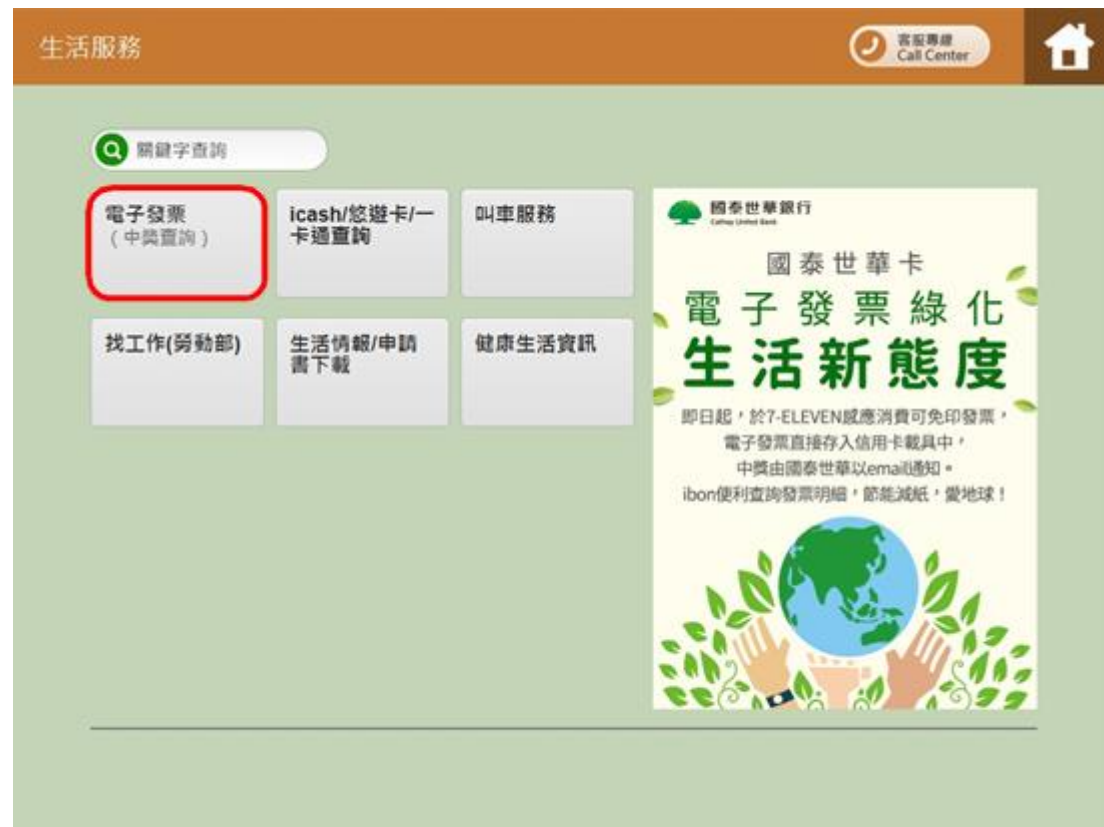 生活服務
客服專線
Call Center
關鍵字查詢
電子發票
(中獎查詢)
icash/悠遊卡/一
卡通查詢
叫車服務
找工作(勞動部)
生活情報/申請
書下載
健康生活資訊
國泰世華銀行
Cathay United Bank
國泰世華卡
電子發票綠化
生活新態度
即日起，於7-ELEVEN感應消費可免印發票，
電子發票直接存入信用卡載具中，
中獎由國泰世華以email通知。
ibon便利查詢發票明細，節能減紙，愛地球！